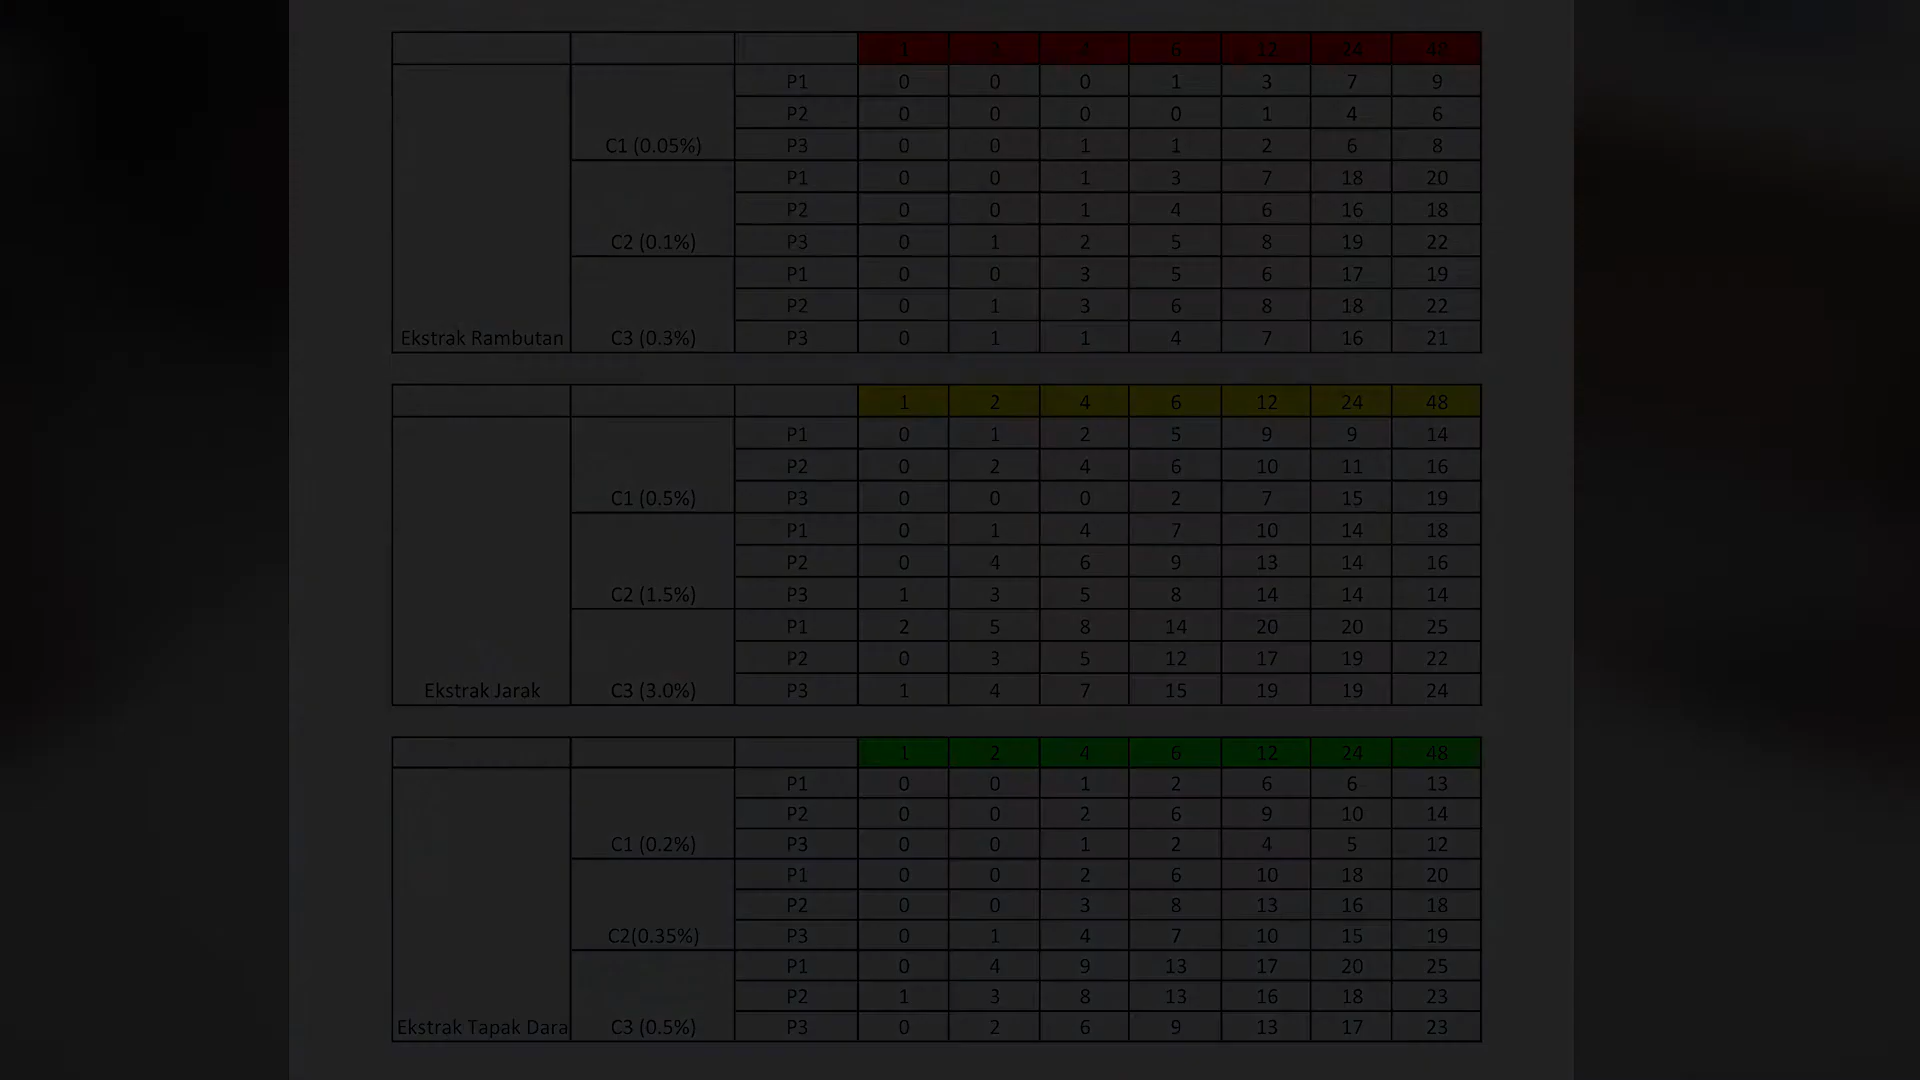 1 2 4 6 12 24 48
P1 0 0 0 1 3 7 9
P2 0 0 0 0 1 4 6
C1 (0.05%) P3 0 0 1 1 2 6 8
P1 0 0 1 3 7 18 20
P2 0 0 1 4 6 16 18
C2 (0.1%) P3 0 1 2 5 8 19 22
P1 0 0 3 5 6 17 19
P2 0 1 3 6 8 18 22
Ekstrak Rambutan C3 (0.3%) P3 0 1 1 4 7 16 21
1 2 4 6 12 24 48
P1 0 1 2 5 9 9 14
P2 0 2 4 6 10 11 16
C1 (0.5%) P3 0 0 0 2 7 15 19
P1 0 1 4 7 10 14 18
P2 0 4 6 9 13 14 16
C2 (1.5%) P3 1 3 5 8 14 14 14
P1 2 5 8 14 20 20 25
P2 0 3 5 12 17 19 22
Ekstrak Jarak C3 (3.0%) P3 1 4 7 15 19 19 24
1 2 4 6 12 24 48
P1 0 0 1 2 6 6 13
P2 0 0 2 6 9 10 14
C1 (0.2%) P3 0 0 1 2 4 5 12
P1 0 0 2 6 10 18 20
P2 0 0 3 8 13 16 18
C2(0.35%) P3 0 1 4 7 10 15 19
P1 0 4 9 13 17 20 25
P2 1 3 8 13 16 18 23
Ekstrak Tapak Dara C3 (0.5%) P3 0 2 6 9 13 17 23